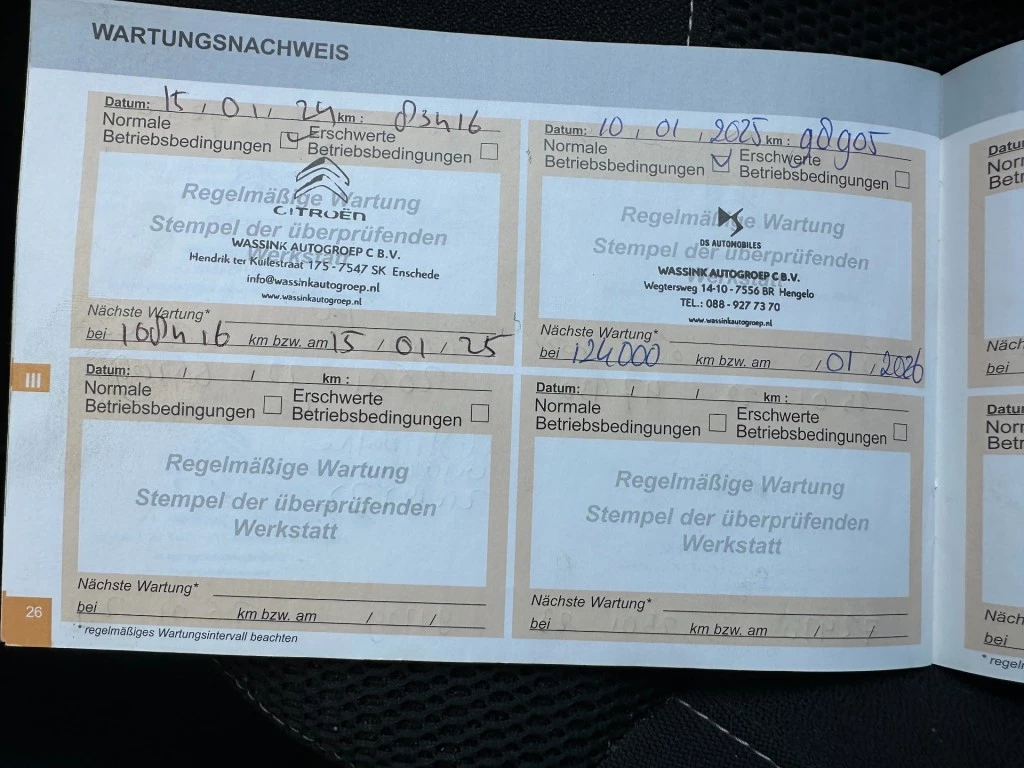 WARTUNGSNACHWEIS
Datum: 15 / 01 / 24 km : 83416
Normale Betriebsbedingungen
Erschwerte Betriebsbedingungen
Regelmäßige Wartung
Stempel der überprüfenden
Werkstatt
CITROËN
WASSINK AUTOGROEP C B.V.
Hendrik ter Kuilestraat 175 - 7547 SK Enschede
info@wassinkautogroep.nl
www.wassinkautogroep.nl
Nächste Wartung*
bei 103416 km bzw. am 15 / 01 / 25
Datum: 10 / 01 / 2025 km : 98905
Normale Betriebsbedingungen
Erschwerte Betriebsbedingungen
Regelmäßige Wartung
Stempel der überprüfenden
Werkstatt
DS AUTOMOBILES
WASSINK AUTOGROEP C B.V.
Wegtersweg 14-10 - 7556 BR Hengelo
TEL.: 088 - 927 73 70
www.wassinkautogroep.nl
Nächste Wartung*
bei 124000 km bzw. am / 01 / 2026
Datum: / / km :
Normale Betriebsbedingungen
Erschwerte Betriebsbedingungen
Regelmäßige Wartung
Stempel der überprüfenden
Werkstatt
Nächste Wartung*
bei km bzw. am / /
Datum: / / km :
Normale Betriebsbedingungen
Erschwerte Betriebsbedingungen
Regelmäßige Wartung
Stempel der überprüfenden
Werkstatt
Nächste Wartung*
bei km bzw. am / /
* regelmäßiges Wartungsintervall beachten
III
26
bei
bei